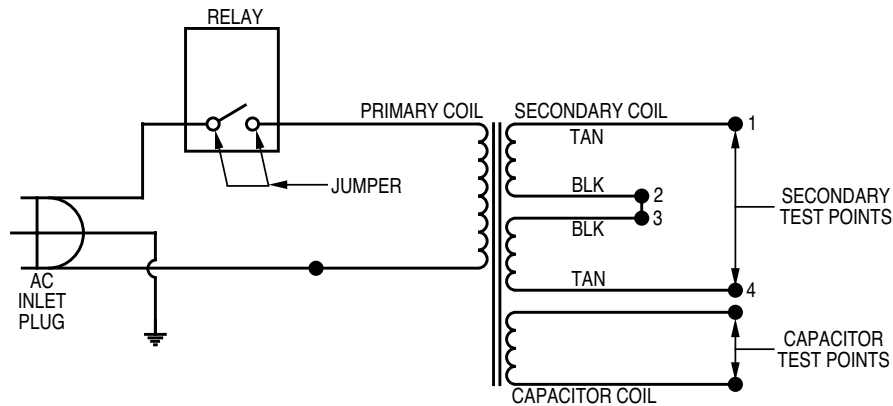 RELAY
PRIMARY COIL
SECONDARY COIL
TAN
1
JUMPER
BLK
2
3
BLK
SECONDARY
TEST POINTS
TAN
4
AC
INLET
PLUG
CAPACITOR
TEST POINTS
CAPACITOR COIL